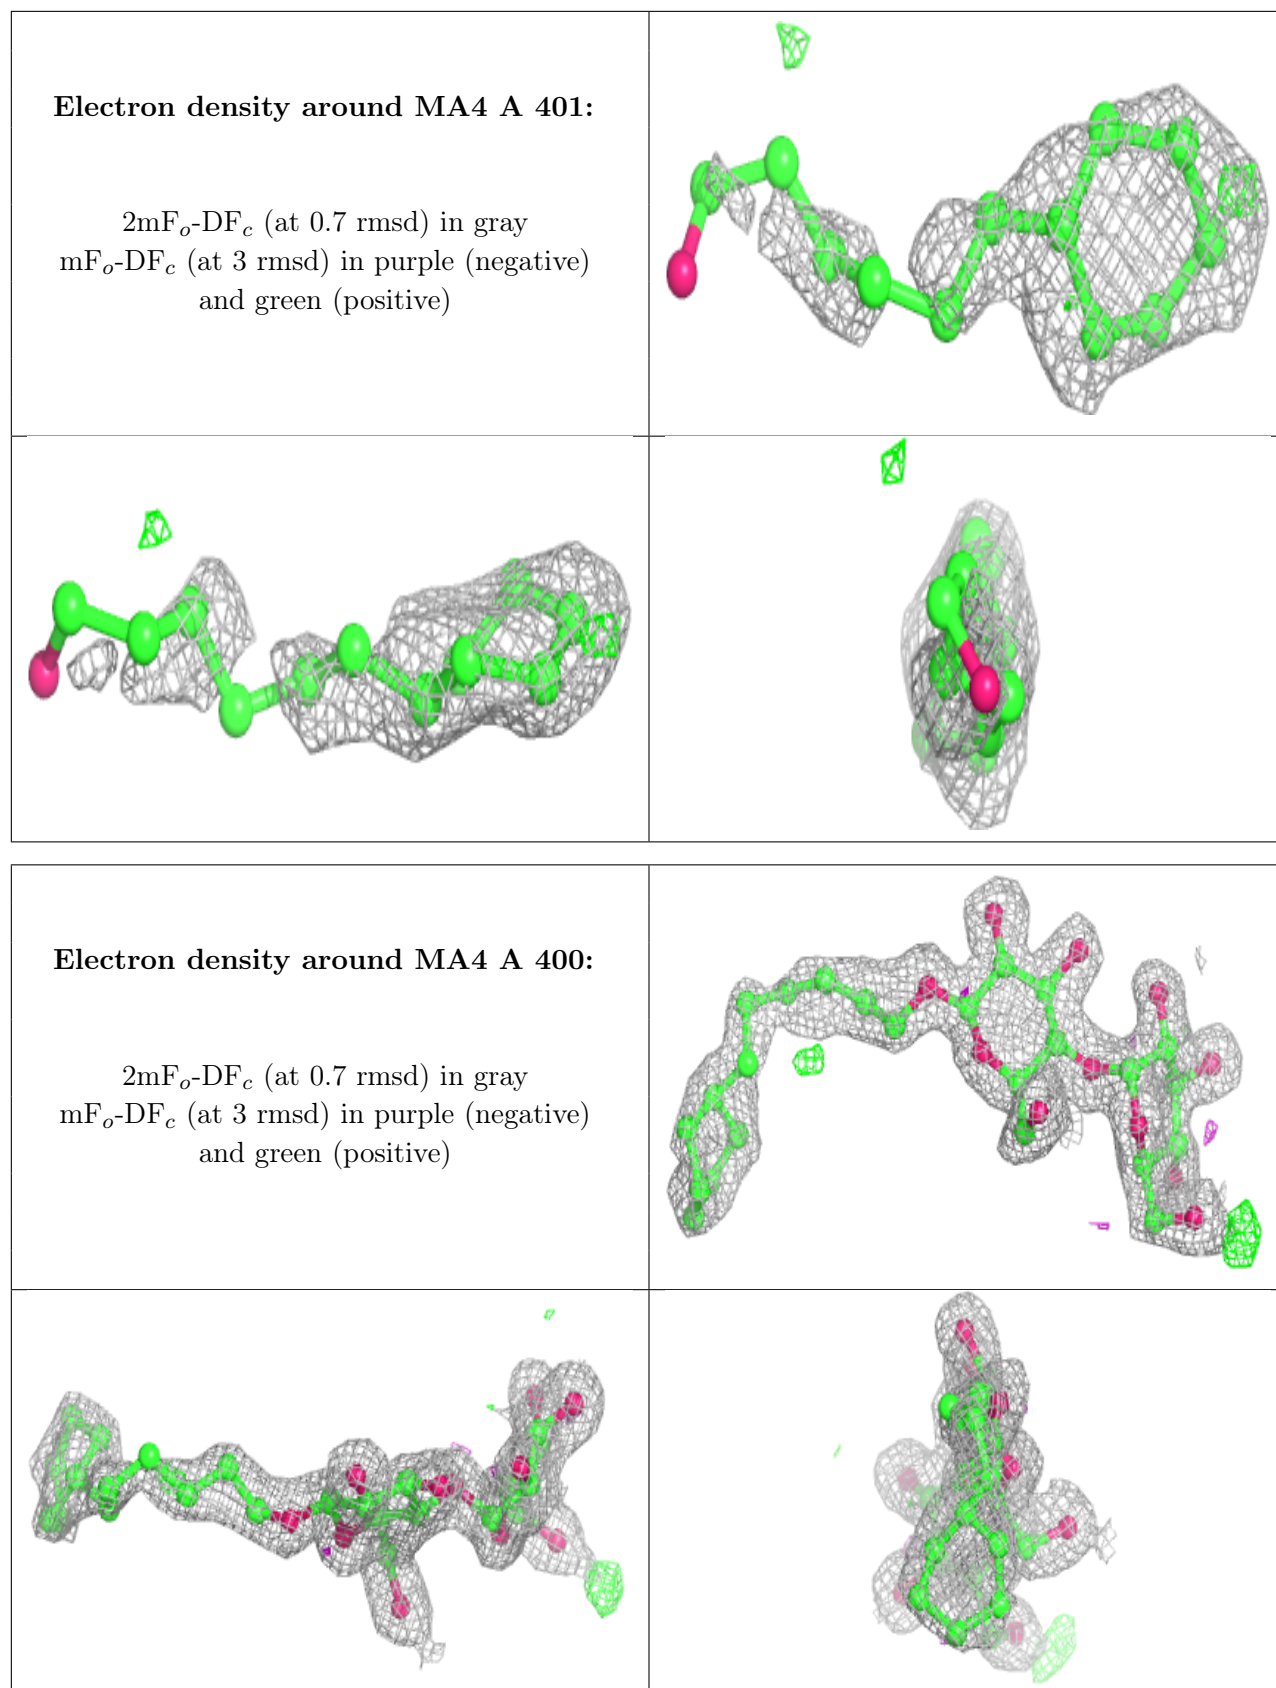 Electron density around MA4 A 401:
2mFo-DFc (at 0.7 rmsd) in gray
mFo-DFc (at 3 rmsd) in purple (negative)
and green (positive)
Electron density around MA4 A 400:
2mFo-DFc (at 0.7 rmsd) in gray
mFo-DFc (at 3 rmsd) in purple (negative)
and green (positive)